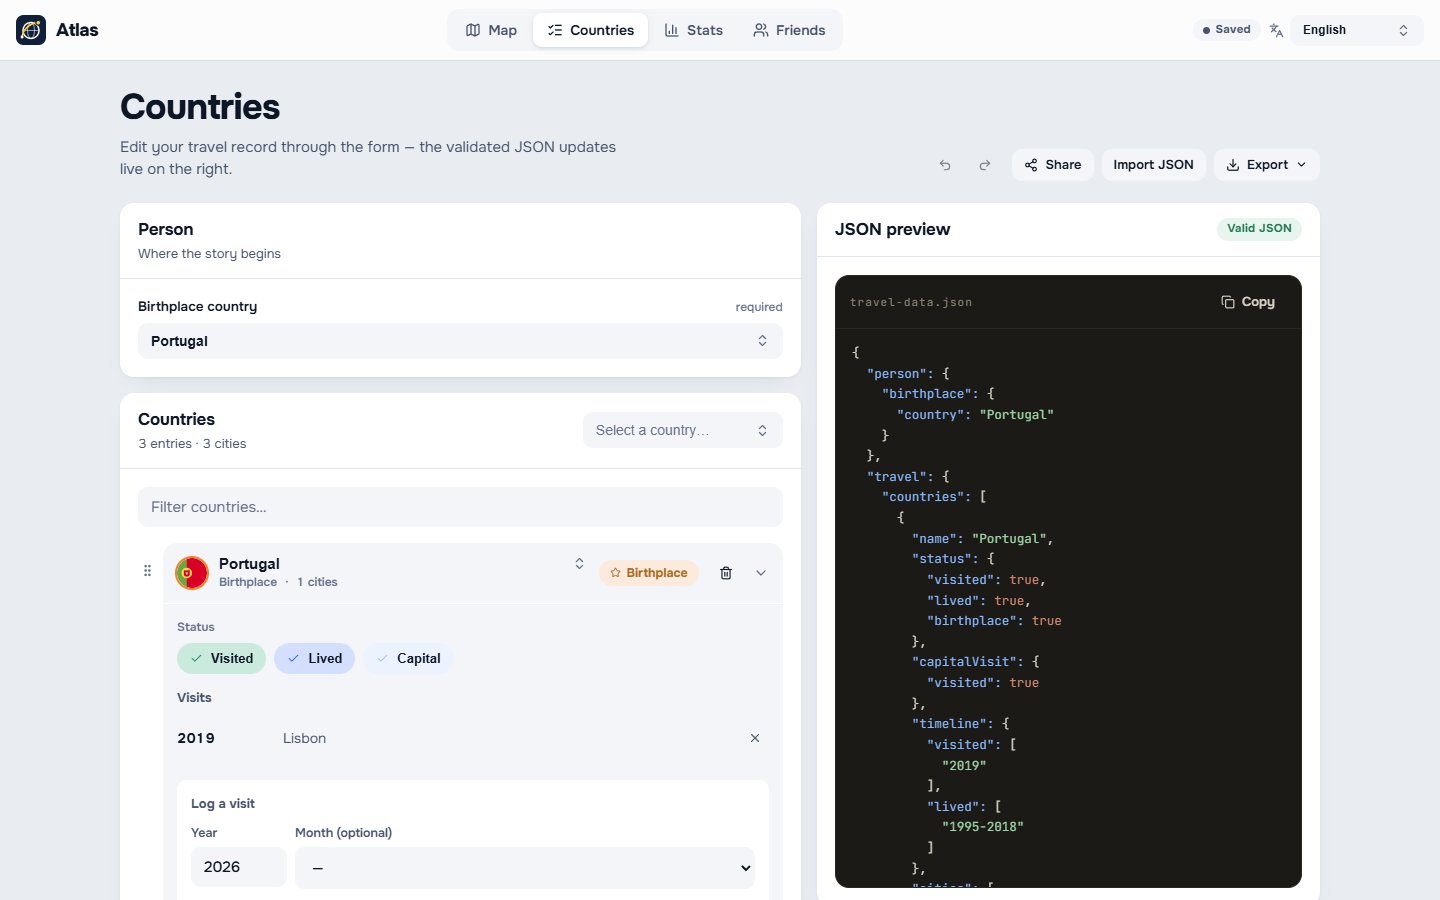 Atlas
Map
Countries
Stats
Friends
Saved
English
Countries
Edit your travel record through the form — the validated JSON updates
live on the right.
Share
Import JSON
Export
Person
Where the story begins
Birthplace country
required
Portugal
Countries
3 entries · 3 cities
Select a country…
Filter countries…
Portugal
Birthplace · 1 cities
Birthplace
Status
Visited
Lived
Capital
Visits
2019
Lisbon
Log a visit
Year
Month (optional)
2026
—
JSON preview
Valid JSON
travel-data.json
Copy
{
"person": {
"birthplace": {
"country": "Portugal"
}
},
"travel": {
"countries": [
{
"name": "Portugal",
"status": {
"visited": true,
"lived": true,
"birthplace": true
},
"capitalVisit": {
"visited": true
},
"timeline": {
"visited": [
"2019"
],
"lived": [
"1995-2018"
]
},
"cities": [